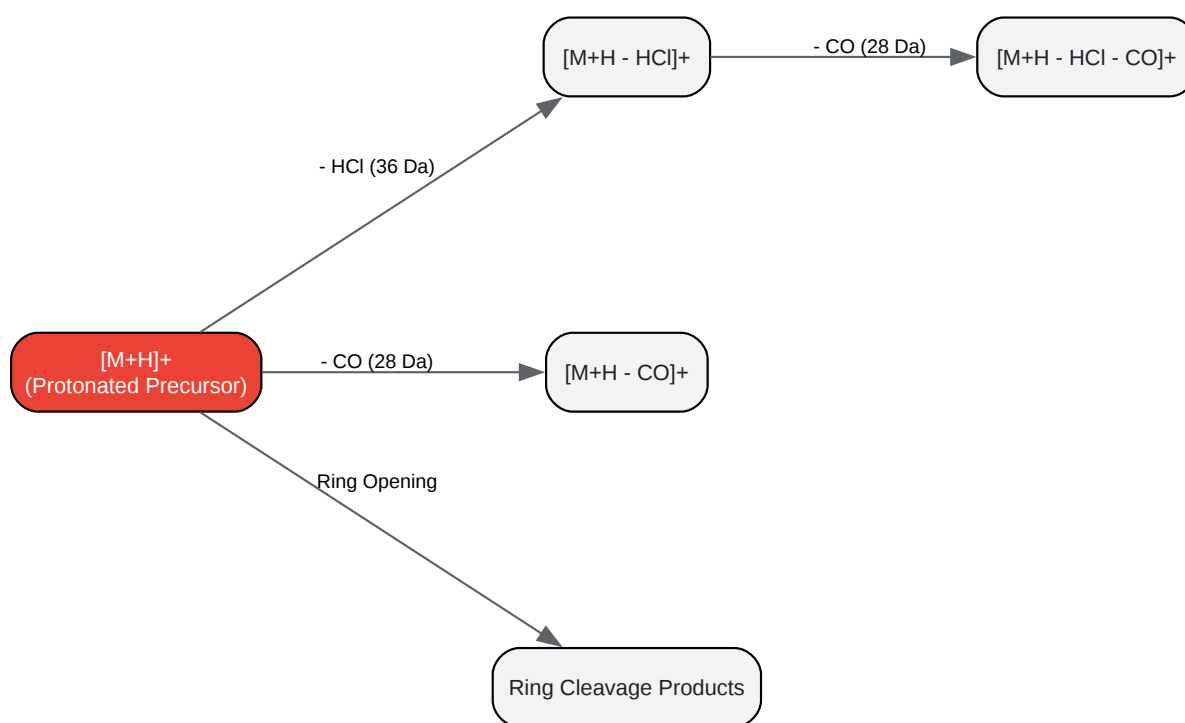 [M+H - HCl]+
- CO (28 Da)
[M+H - HCl - CO]+
- HCl (36 Da)
[M+H]+
(Protonated Precursor)
- CO (28 Da)
[M+H - CO]+
Ring Opening
Ring Cleavage Products